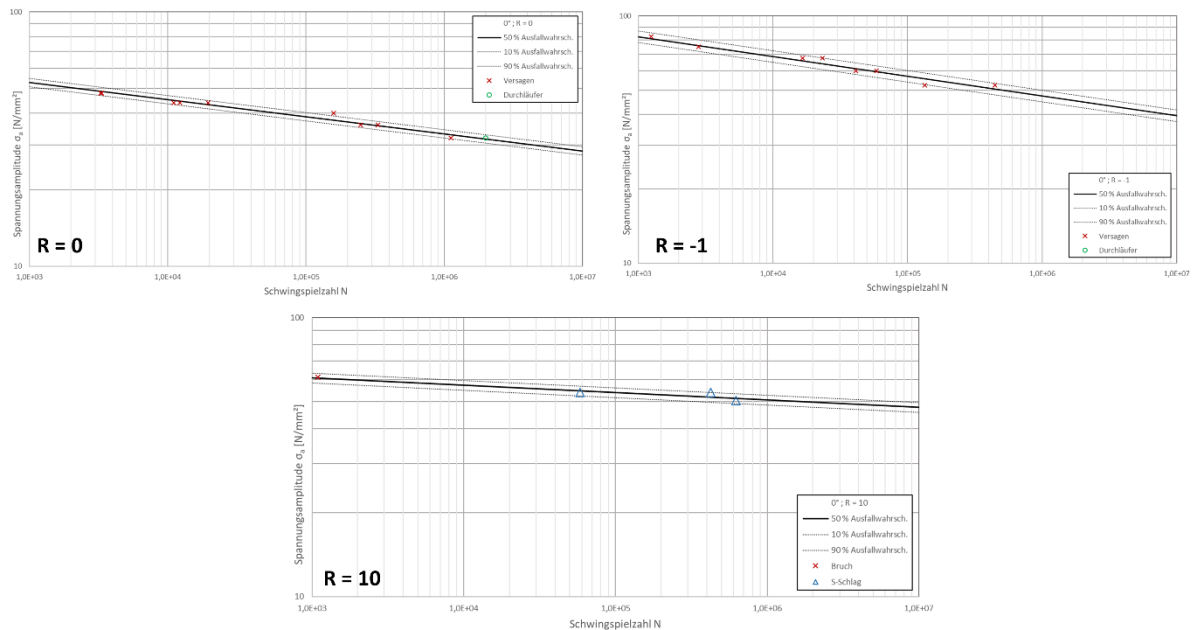 100
0° ; R = 0
50 % Ausfallwahrsch.
10 % Ausfallwahrsch.
90 % Ausfallwahrsch.
Versagen
Durchläufer
Spannungsamplitude σa [N/mm²]
R = 0
10
1,0E+03 1,0E+04 1,0E+05 1,0E+06 1,0E+07
Schwingspielzahl N
100
Spannungsamplitude σa [N/mm²]
0° ; R = -1
50 % Ausfallwahrsch.
10 % Ausfallwahrsch.
90 % Ausfallwahrsch.
Versagen
Durchläufer
R = -1
10
1,0E+03 1,0E+04 1,0E+05 1,0E+06 1,0E+07
Schwingspielzahl N
100
Spannungsamplitude σa [N/mm²]
0° ; R = 10
50 % Ausfallwahrsch.
10 % Ausfallwahrsch.
90 % Ausfallwahrsch.
Bruch
S-Schlag
R = 10
10
1,0E+03 1,0E+04 1,0E+05 1,0E+06 1,0E+07
Schwingspielzahl N